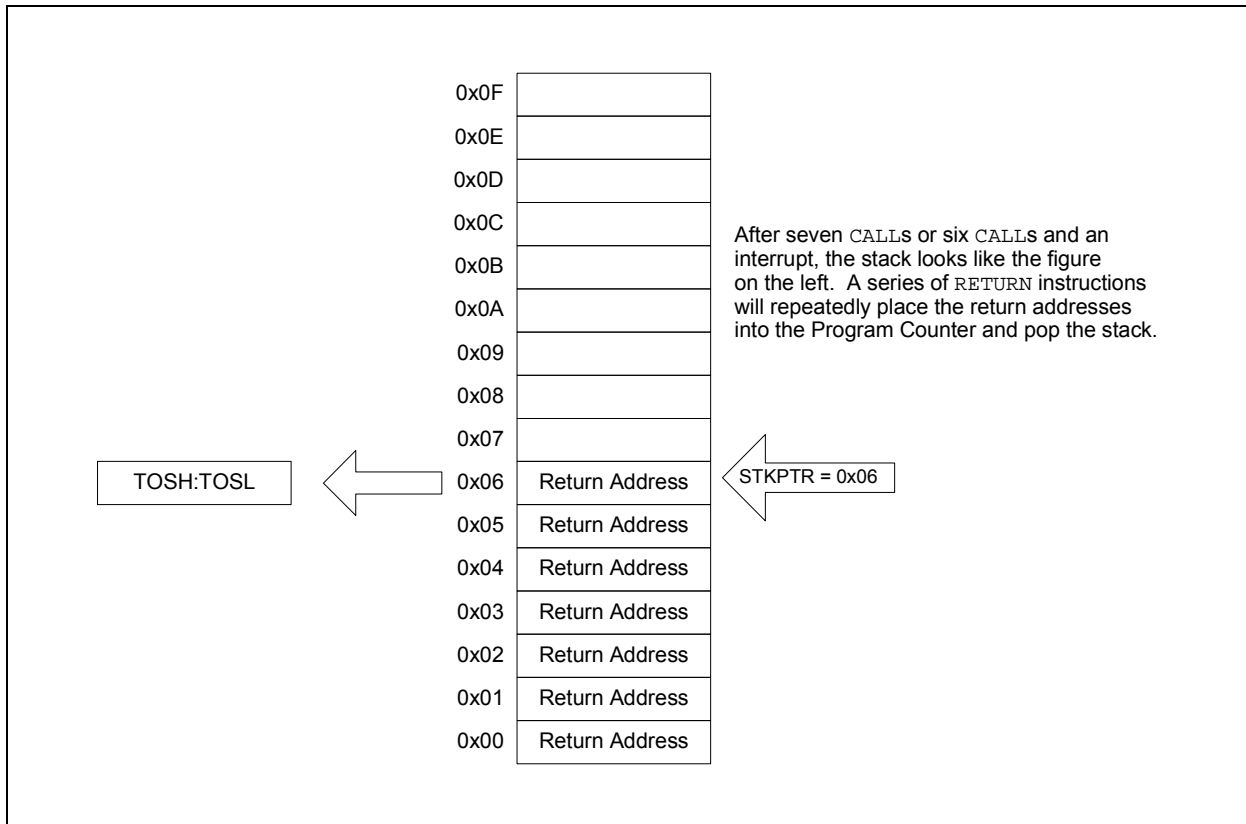 0x0F
0x0E
0x0D
0x0C
0x0B
0x0A
0x09
0x08
0x07
After seven CALLs or six CALLs and an
interrupt, the stack looks like the figure
on the left. A series of RETURN instructions
will repeatedly place the return addresses
into the Program Counter and pop the stack.
TOSH:TOSL
0x06 Return Address
STKPTR = 0x06
0x05 Return Address
0x04 Return Address
0x03 Return Address
0x02 Return Address
0x01 Return Address
0x00 Return Address